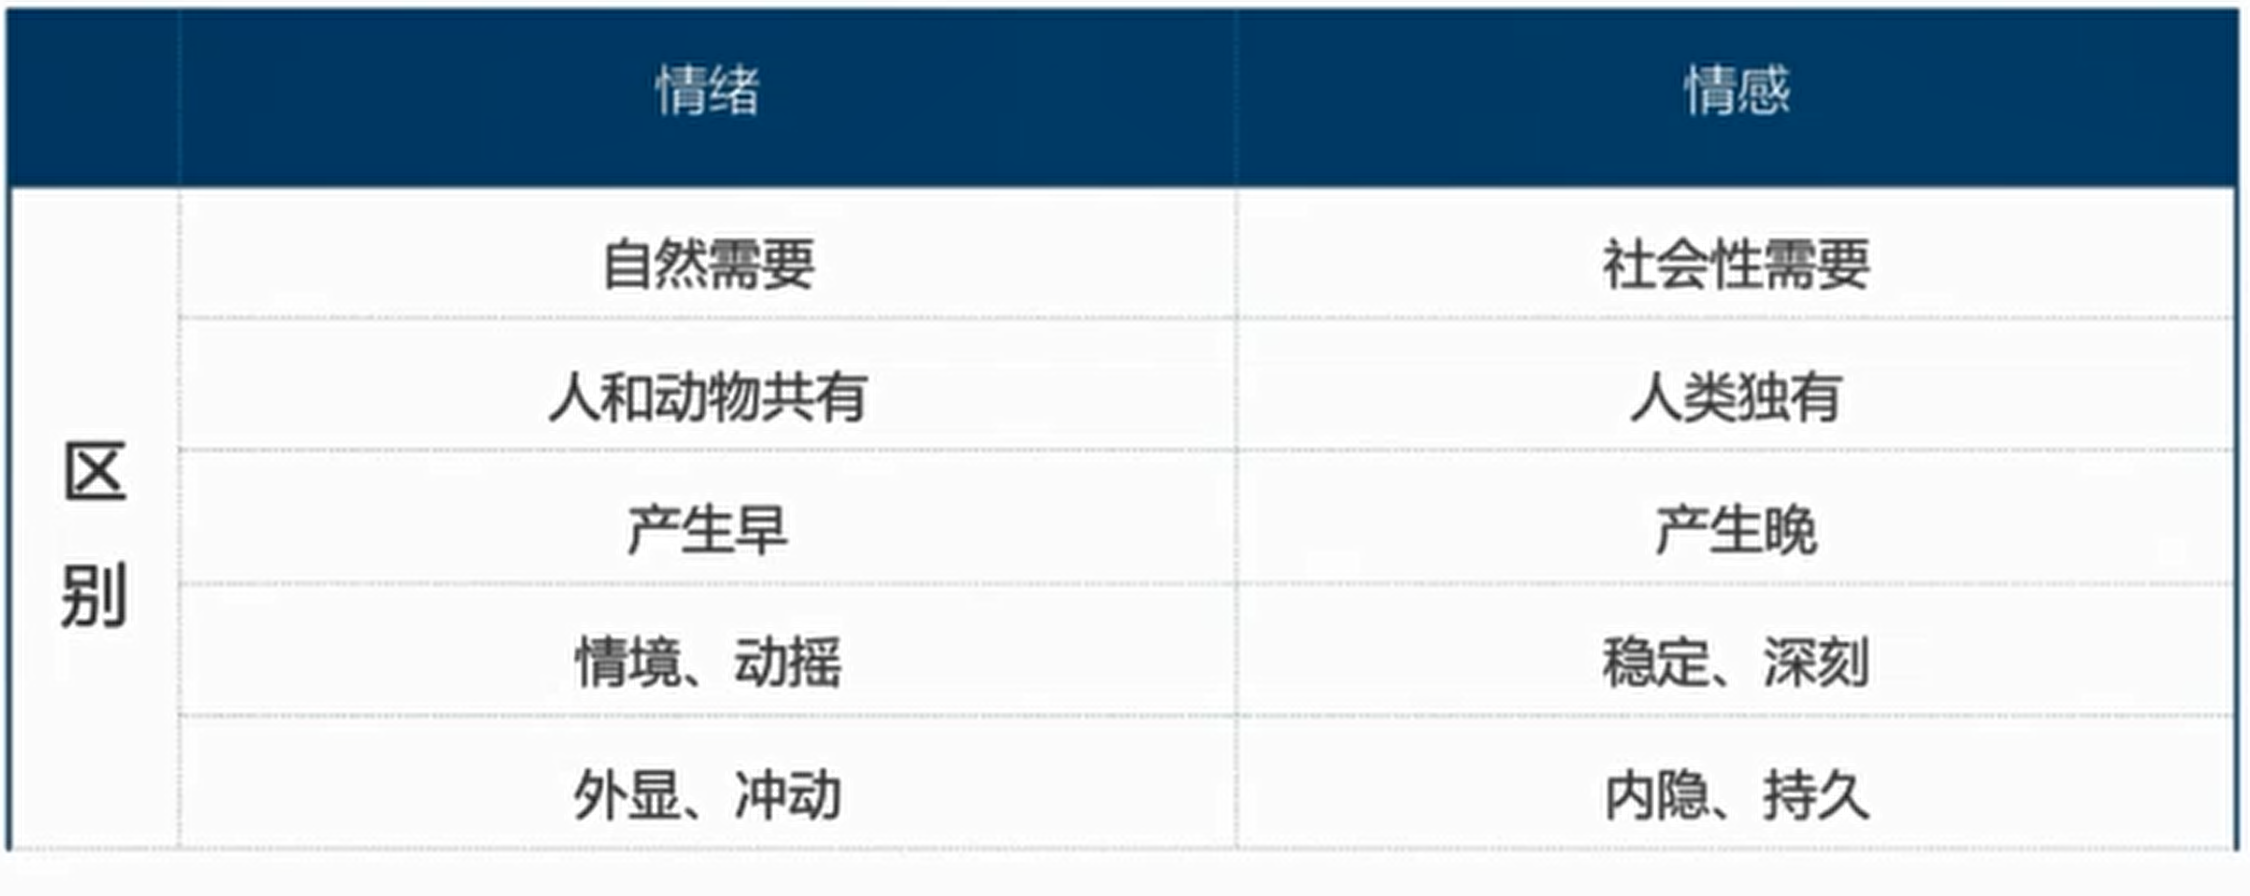 情绪
情感
区别
自然需要
社会性需要
人和动物共有
人类独有
产生早
产生晚
情境、动摇
稳定、深刻
外显、冲动
内隐、持久